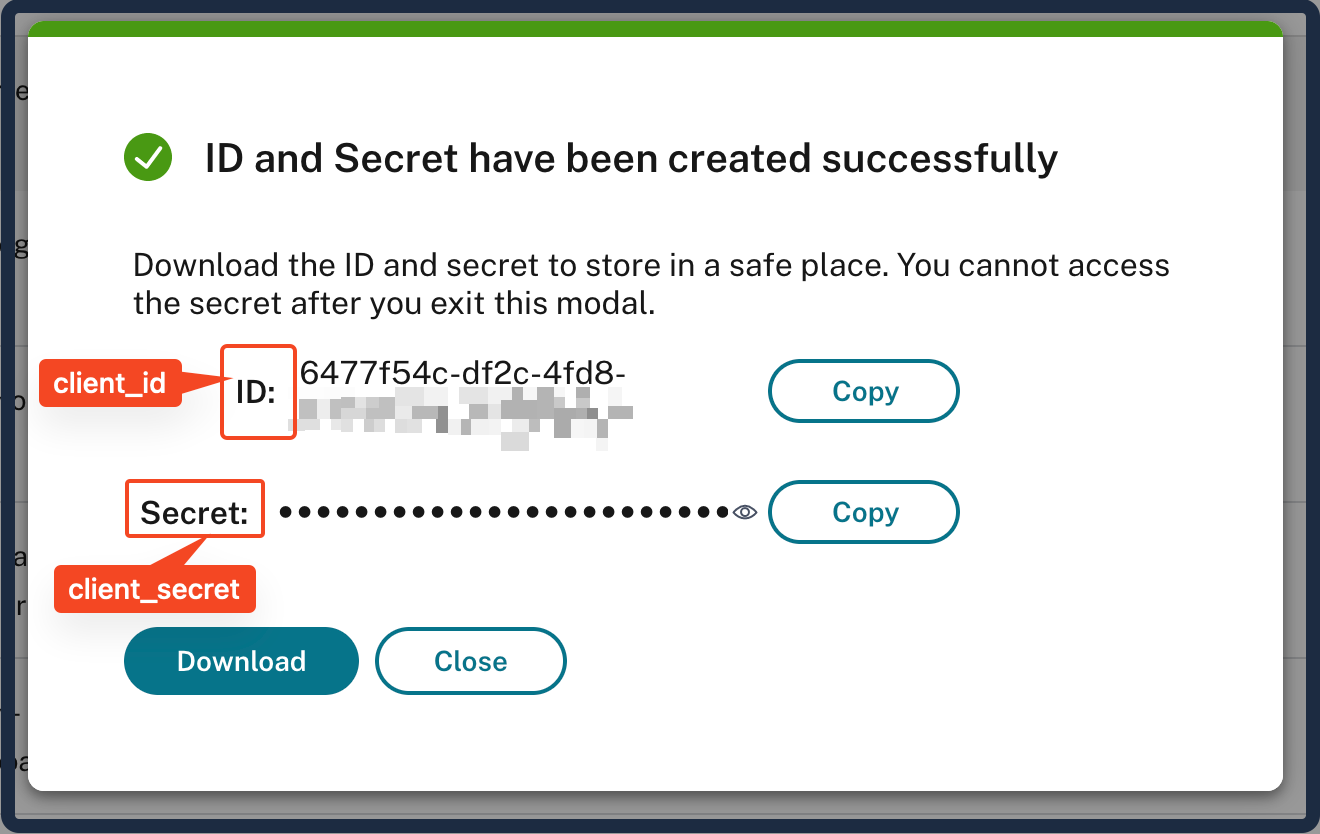 ID and Secret have been created successfully
Download the ID and secret to store in a safe place. You cannot access
the secret after you exit this modal.
client_id
ID:
6477f54c-df2c-4fd8-
Copy
Secret:
Copy
client_secret
Download
Close